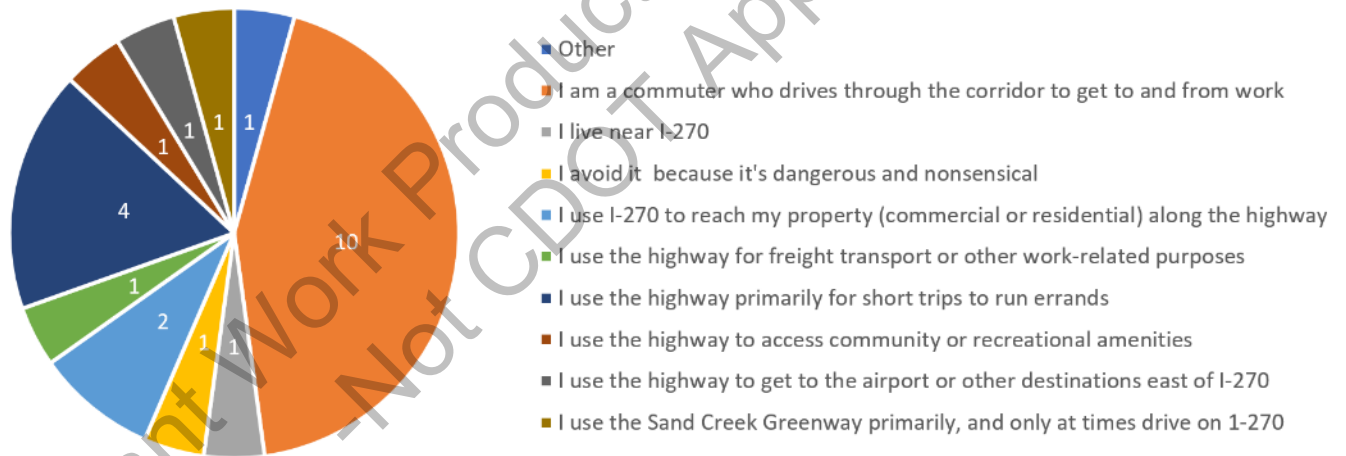 Other
I am a commuter who drives through the corridor to get to and from work
I live near I-270
I avoid it  because it's dangerous and nonsensical
I use I-270 to reach my property (commercial or residential) along the highway
I use the highway for freight transport or other work-related purposes
I use the highway primarily for short trips to run errands
I use the highway to access community or recreational amenities
I use the highway to get to the airport or other destinations east of I-270
I use the Sand Creek Greenway primarily, and only at times drive on 1-270
1
10
1
1
2
1
4
1
1
1
Work Product
-Not CDOT App